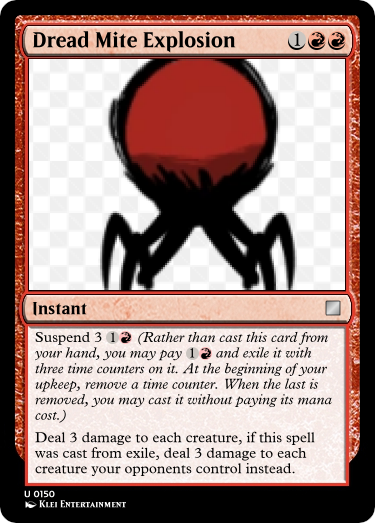 Dread Mite Explosion 1
Instant
Suspend 3 1 (Rather than cast this card from
your hand, you may pay 1 and exile it with
three time counters on it. At the beginning of your
upkeep, remove a time counter. When the last is
removed, you may cast it without paying its mana
cost.)
Deal 3 damage to each creature, if this spell
was cast from exile, deal 3 damage to each
creature your opponents control instead.
U 0150
Klei Entertainment